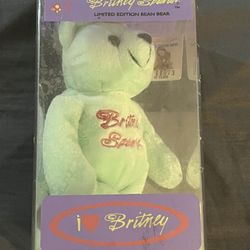 Britney Spears
LIMITED EDITION BEAN BEAR
Britney
Spears
i ♥ Britney